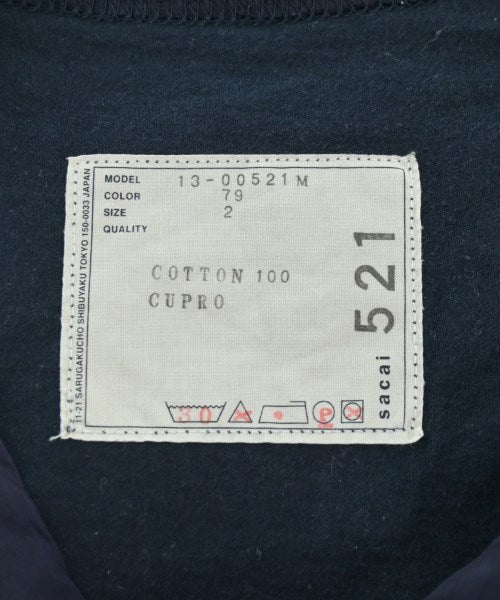 MODEL 13-00521M
COLOR 79
SIZE 2
QUALITY
COTTON 100
CUPRO
30
P
sacai 521
11-21 SARUGAKUCHO SHIBUYAKU TOKYO 150-0033 JAPAN